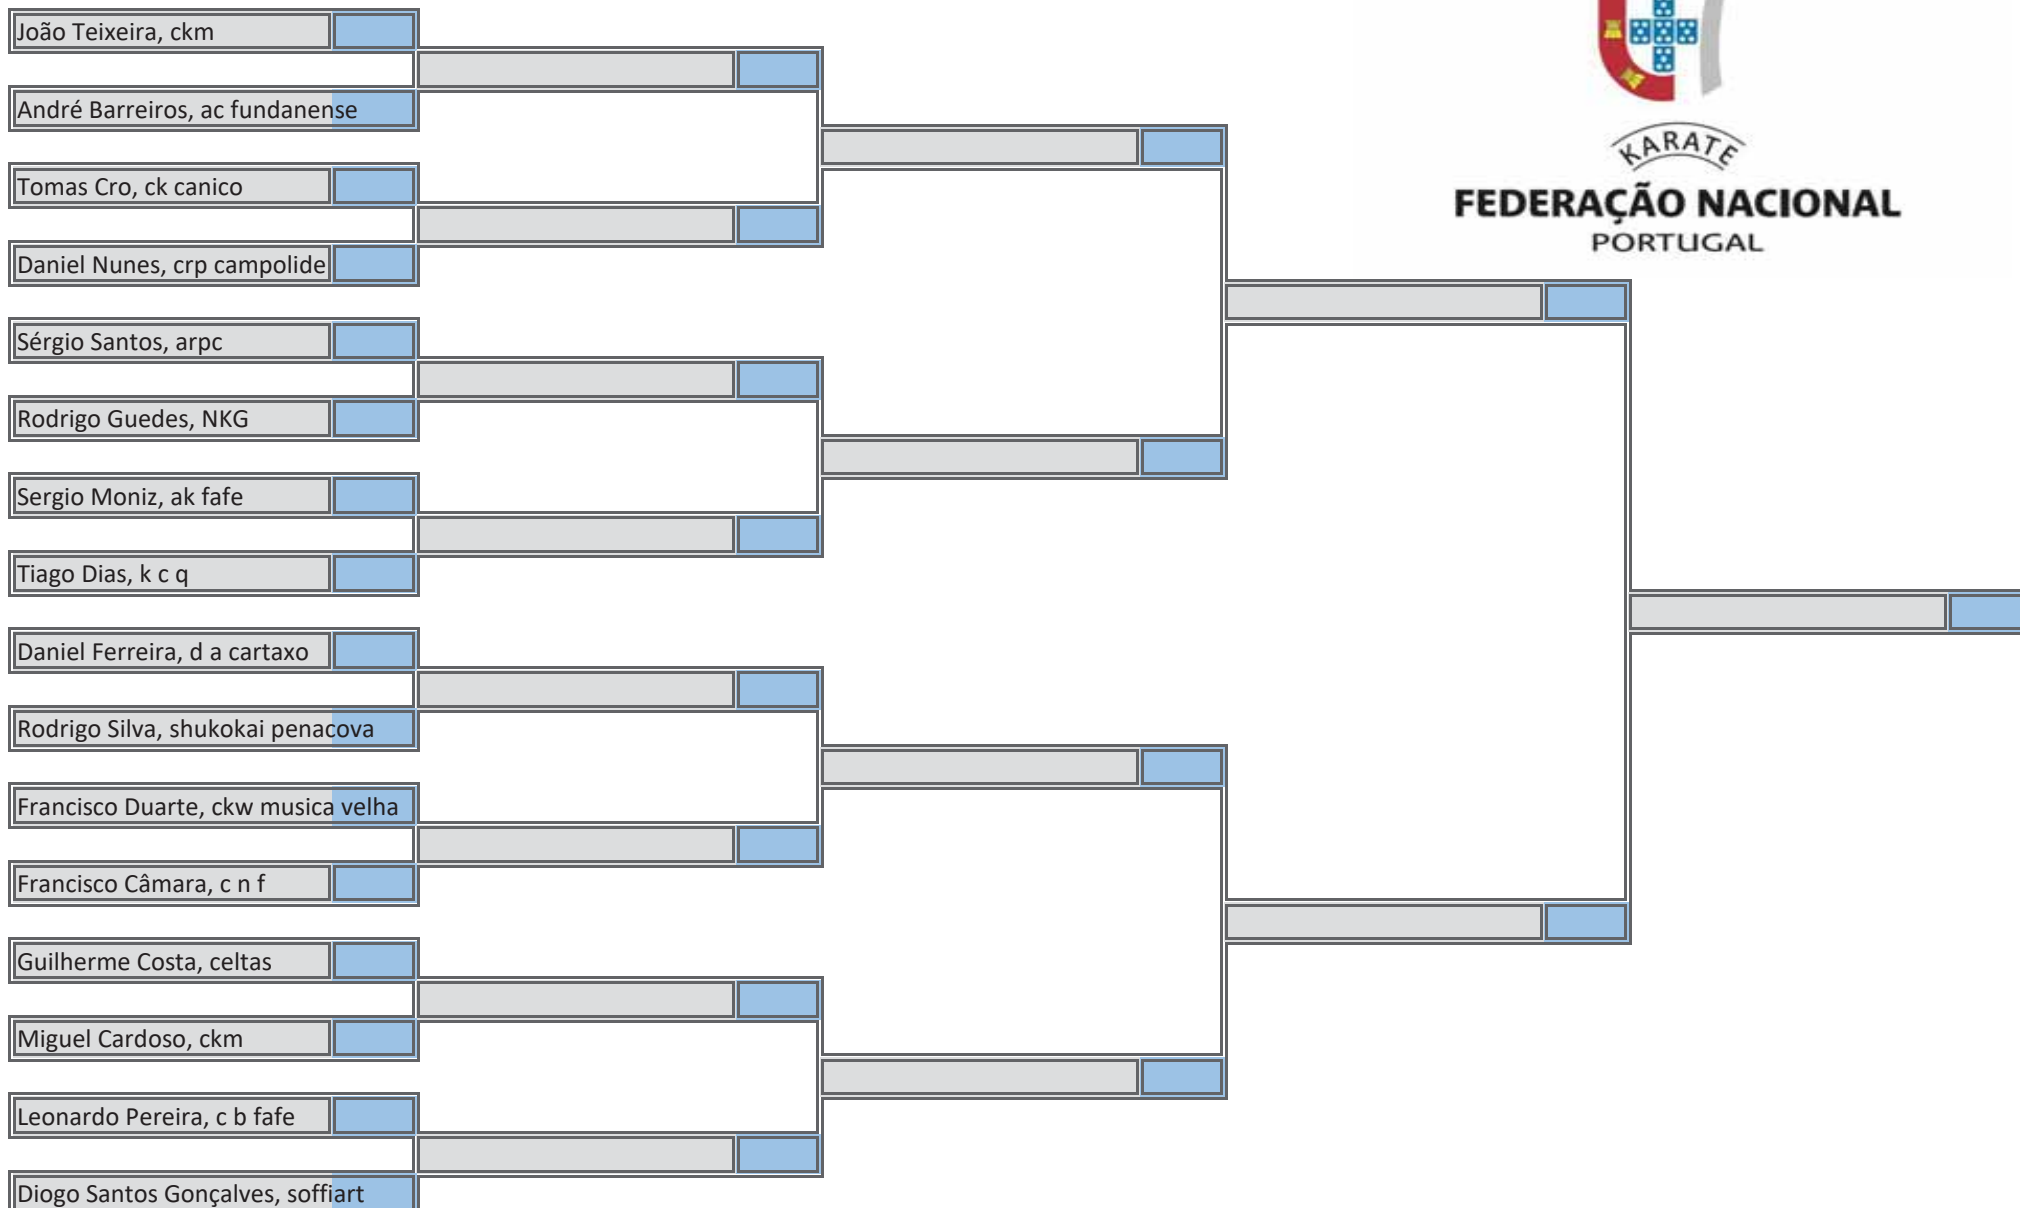 João Teixeira, ckm
André Barreiros, ac fundanense
Tomas Cro, ck canico
Daniel Nunes, crp campolide
Sérgio Santos, arpc
Rodrigo Guedes, NKG
Sergio Moniz, ak fafe
Tiago Dias, k c q
Daniel Ferreira, d a cartaxo
Rodrigo Silva, shukokai penacova
Francisco Duarte, ckw musica velha
Francisco Câmara, c n f
Guilherme Costa, celtas
Miguel Cardoso, ckm
Leonardo Pereira, c b fafe
Diogo Santos Gonçalves, soffiart
KARATE
FEDERAÇÃO NACIONAL
PORTUGAL